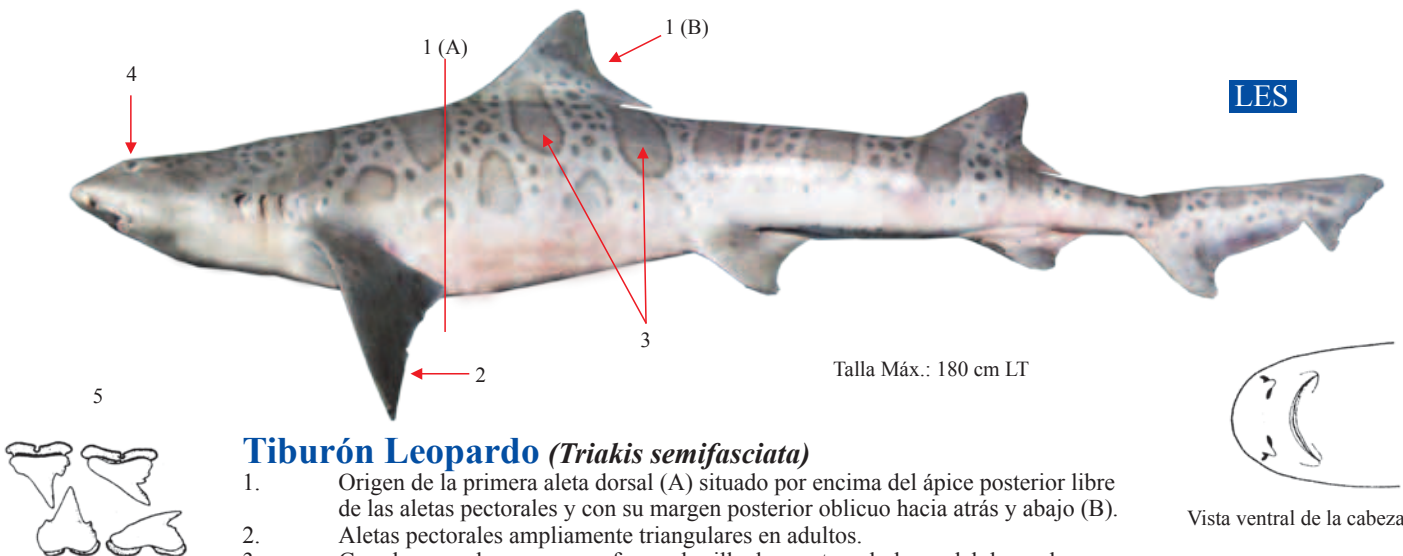 1 (B)
1 (A)
4
LES
3
2
Talla Máx.: 180 cm LT
5
Tiburón Leopardo (Triakis semifasciata)
1. Origen de la primera aleta dorsal (A) situado por encima del ápice posterior libre
de las aletas pectorales y con su margen posterior oblicuo hacia atrás y abajo (B).
2. Aletas pectorales ampliamente triangulares en adultos.
Vista ventral de la cabeza